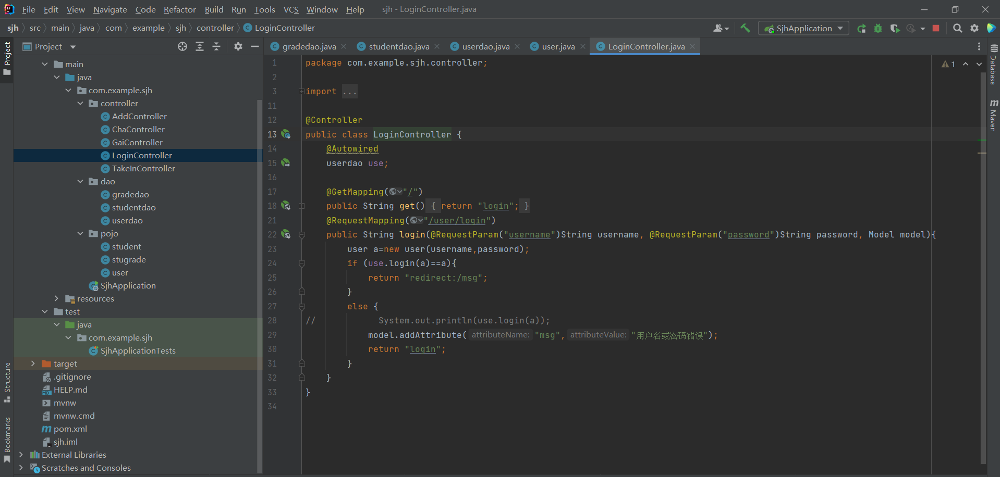 File Edit View Navigate Code Refactor Build Run Tools VCS Window Help sjh - LoginController.java
sjh src main java com example sjh controller LoginController SjhApplication
Project
gradedao.java studentdao.java userdao.java user.java LoginController.java
main
java
com.example.sjh
controller
AddController
ChaController
GaiController
LoginController
TakeInController
dao
gradedao
studentdao
userdao
pojo
student
stugrade
user
SjhApplication
resources
test
java
com.example.sjh
SjhApplicationTests
target
.gitignore
HELP.md
mvnw
mvnw.cmd
pom.xml
sjh.iml
External Libraries
Scratches and Consoles
Project
Structure
Bookmarks
1 package com.example.sjh.controller;
2
3 import ...
11
12 @Controller
13 public class LoginController {
14 @Autowired
15 userdao use;
16
17 @GetMapping("/")
18 public String get() { return "login"; }
21 @RequestMapping("/user/login")
22 public String login(@RequestParam("username")String username, @RequestParam("password")String password, Model model){
23 user a=new user(username,password);
24 if (use.login(a)==a){
25 return "redirect:/msg";
26 }
27 else {
28 // System.out.println(use.login(a));
29 model.addAttribute( attributeName: "msg", attributeValue: "用户名或密码错误");
30 return "login";
31 }
32 }
33 }
34
1
Database
Maven